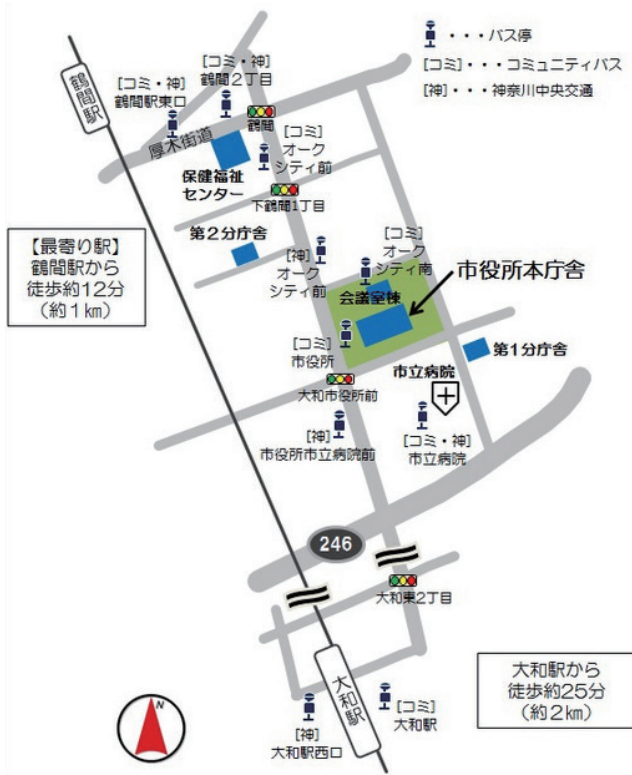 ・・・バス停
[コミ]・・・コミュニティバス
[神]・・・神奈川中央交通
鶴間駅
[コミ・神]
鶴間2丁目
[コミ・神]
鶴間駅東口
鶴間
厚木街道
[コミ]
オーク
シティ前
保健福祉
センター
下鶴間1丁目
第2分庁舎
[神]
オーク
シティ前
[コミ]
オーク
シティ南
【最寄り駅】
鶴間駅から
徒歩約12分
(約1km)
市役所本庁舎
会議室棟
[コミ]
市役所
第1分庁舎
大和市役所前
市立病院
[神]
市役所市立病院前
[コミ・神]
市立病院
246
大和東2丁目
大和駅
大和駅から
徒歩約25分
(約2km)
N
[コミ]
大和駅
[神]
大和駅西口